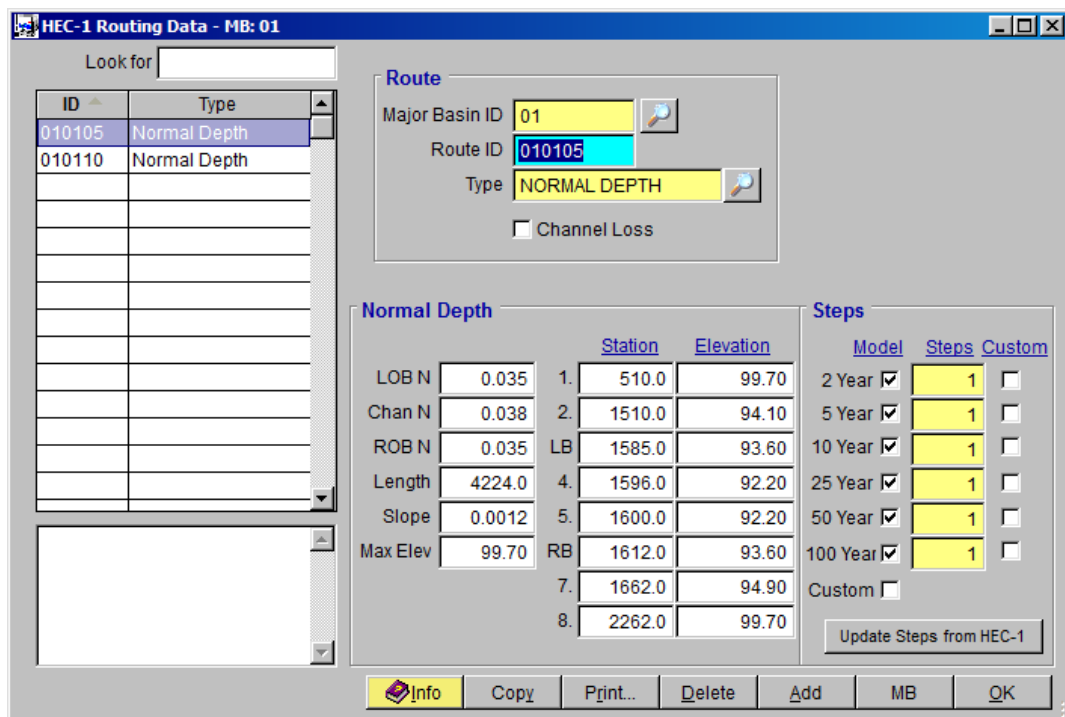 HEC-1 Routing Data - MB: 01
Look for
ID Type
010105 Normal Depth
010110 Normal Depth
Route
Major Basin ID 01
Route ID 010105
Type NORMAL DEPTH
Channel Loss
Normal Depth
Station Elevation
LOB N 0.035 1. 510.0 99.70
Chan N 0.038 2. 1510.0 94.10
ROB N 0.035 LB 1585.0 93.60
Length 4224.0 4. 1596.0 92.20
Slope 0.0012 5. 1600.0 92.20
Max Elev 99.70 RB 1612.0 93.60
7. 1662.0 94.90
8. 2262.0 99.70
Steps
Model Steps Custom
2 Year 1
5 Year 1
10 Year 1
25 Year 1
50 Year 1
100 Year 1
Custom
Update Steps from HEC-1
Info Copy Print... Delete Add MB OK